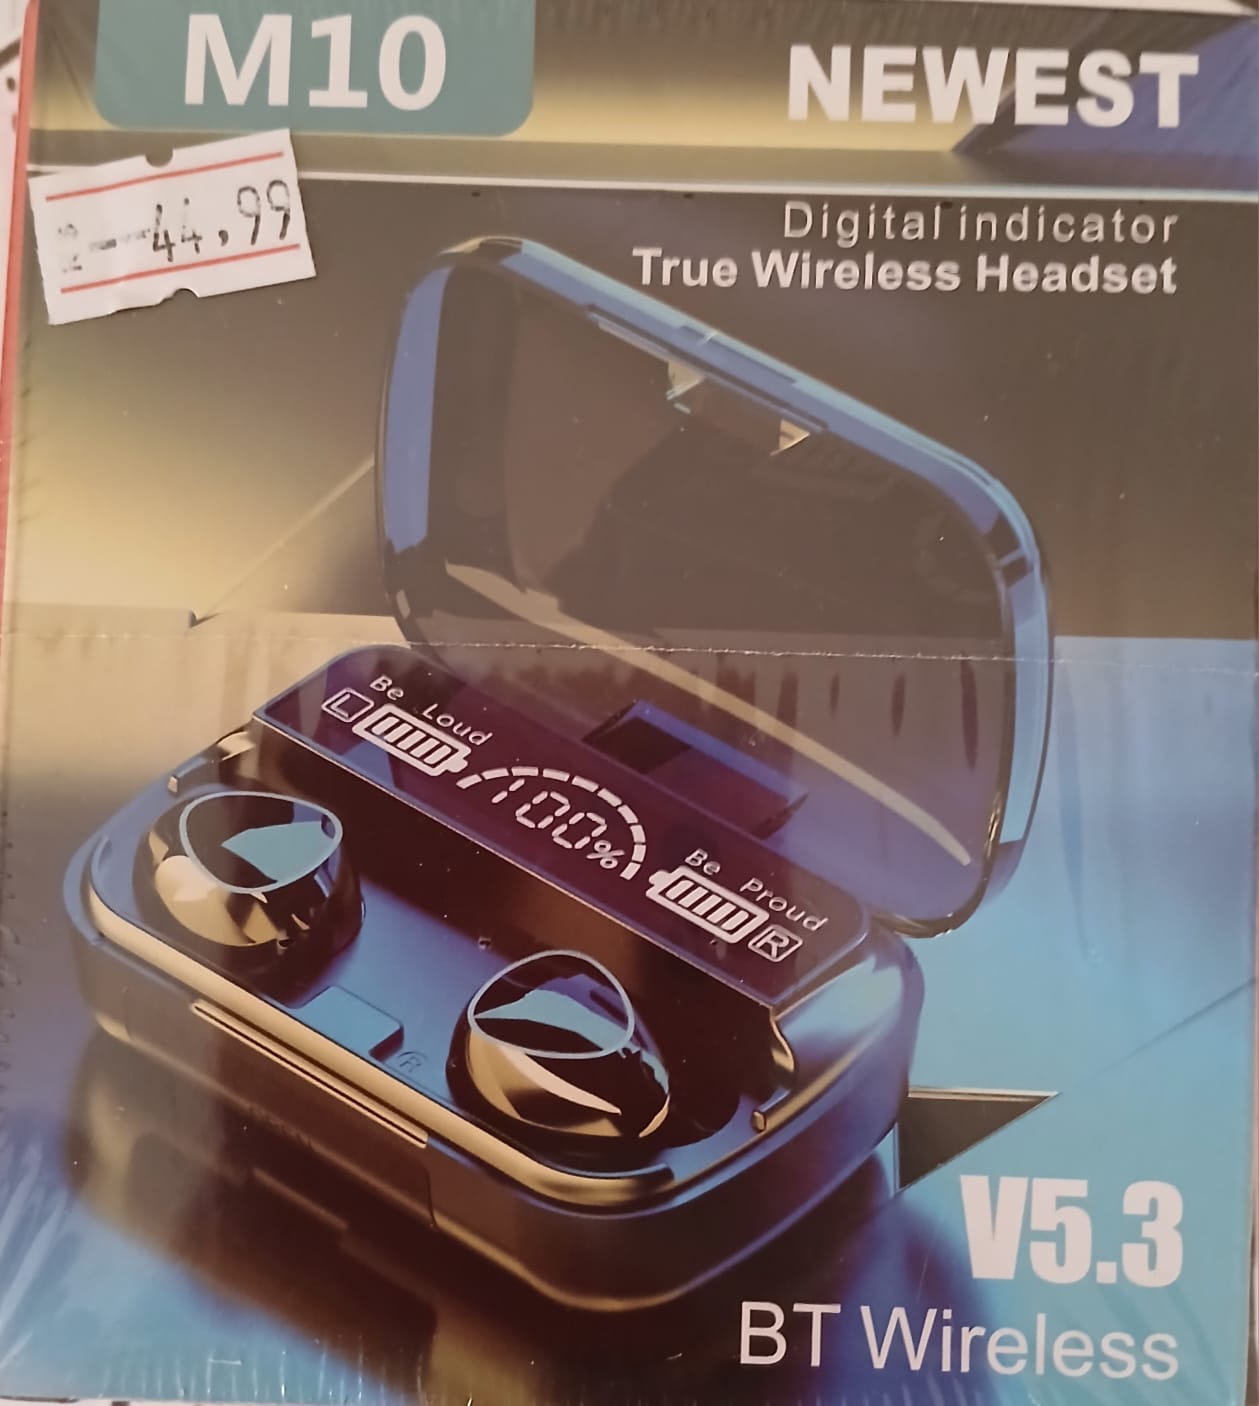 M10
NEWEST
44,99
Digital indicator
True Wireless Headset
Be Loud
L
100%
Be Proud
R
R
V5.3
BT Wireless